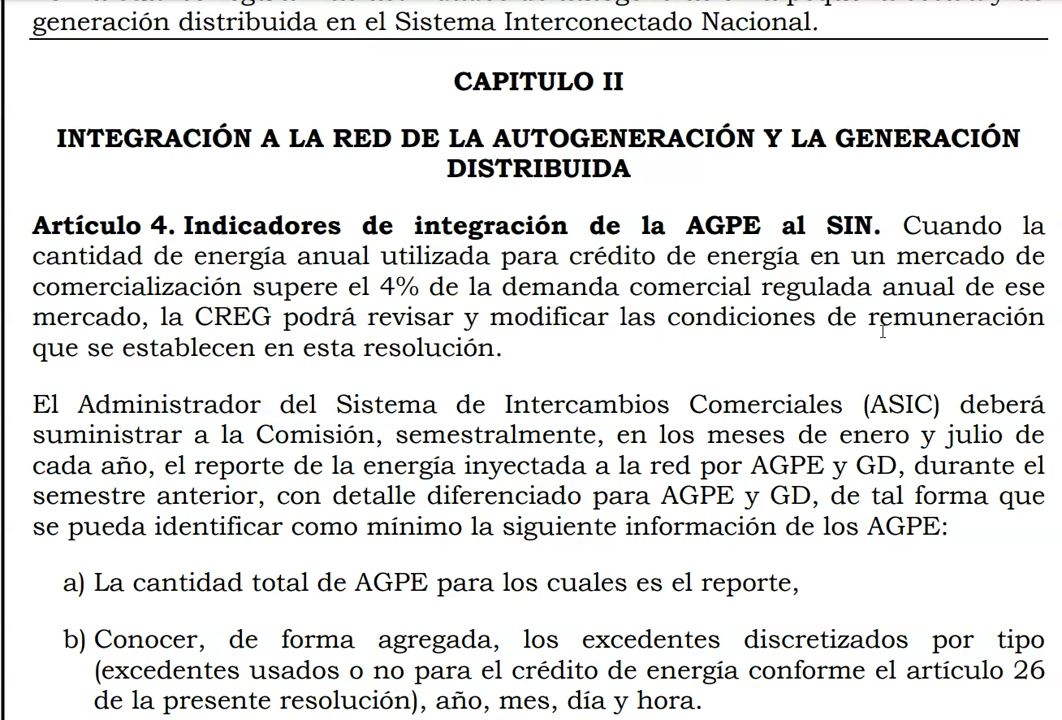 generación distribuida en el Sistema Interconectado Nacional.
CAPITULO II
INTEGRACIÓN A LA RED DE LA AUTOGENERACIÓN Y LA GENERACIÓN
DISTRIBUIDA
Artículo 4. Indicadores de integración de la AGPE al SIN. Cuando la
cantidad de energía anual utilizada para crédito de energía en un mercado de
comercialización supere el 4% de la demanda comercial regulada anual de ese
mercado, la CREG podrá revisar y modificar las condiciones de remuneración
que se establecen en esta resolución.
El Administrador del Sistema de Intercambios Comerciales (ASIC) deberá
suministrar a la Comisión, semestralmente, en los meses de enero y julio de
cada año, el reporte de la energía inyectada a la red por AGPE y GD, durante el
semestre anterior, con detalle diferenciado para AGPE y GD, de tal forma que
se pueda identificar como mínimo la siguiente información de los AGPE:
a) La cantidad total de AGPE para los cuales es el reporte,
b) Conocer, de forma agregada, los excedentes discretizados por tipo
(excedentes usados o no para el crédito de energía conforme el artículo 26
de la presente resolución), año, mes, día y hora.